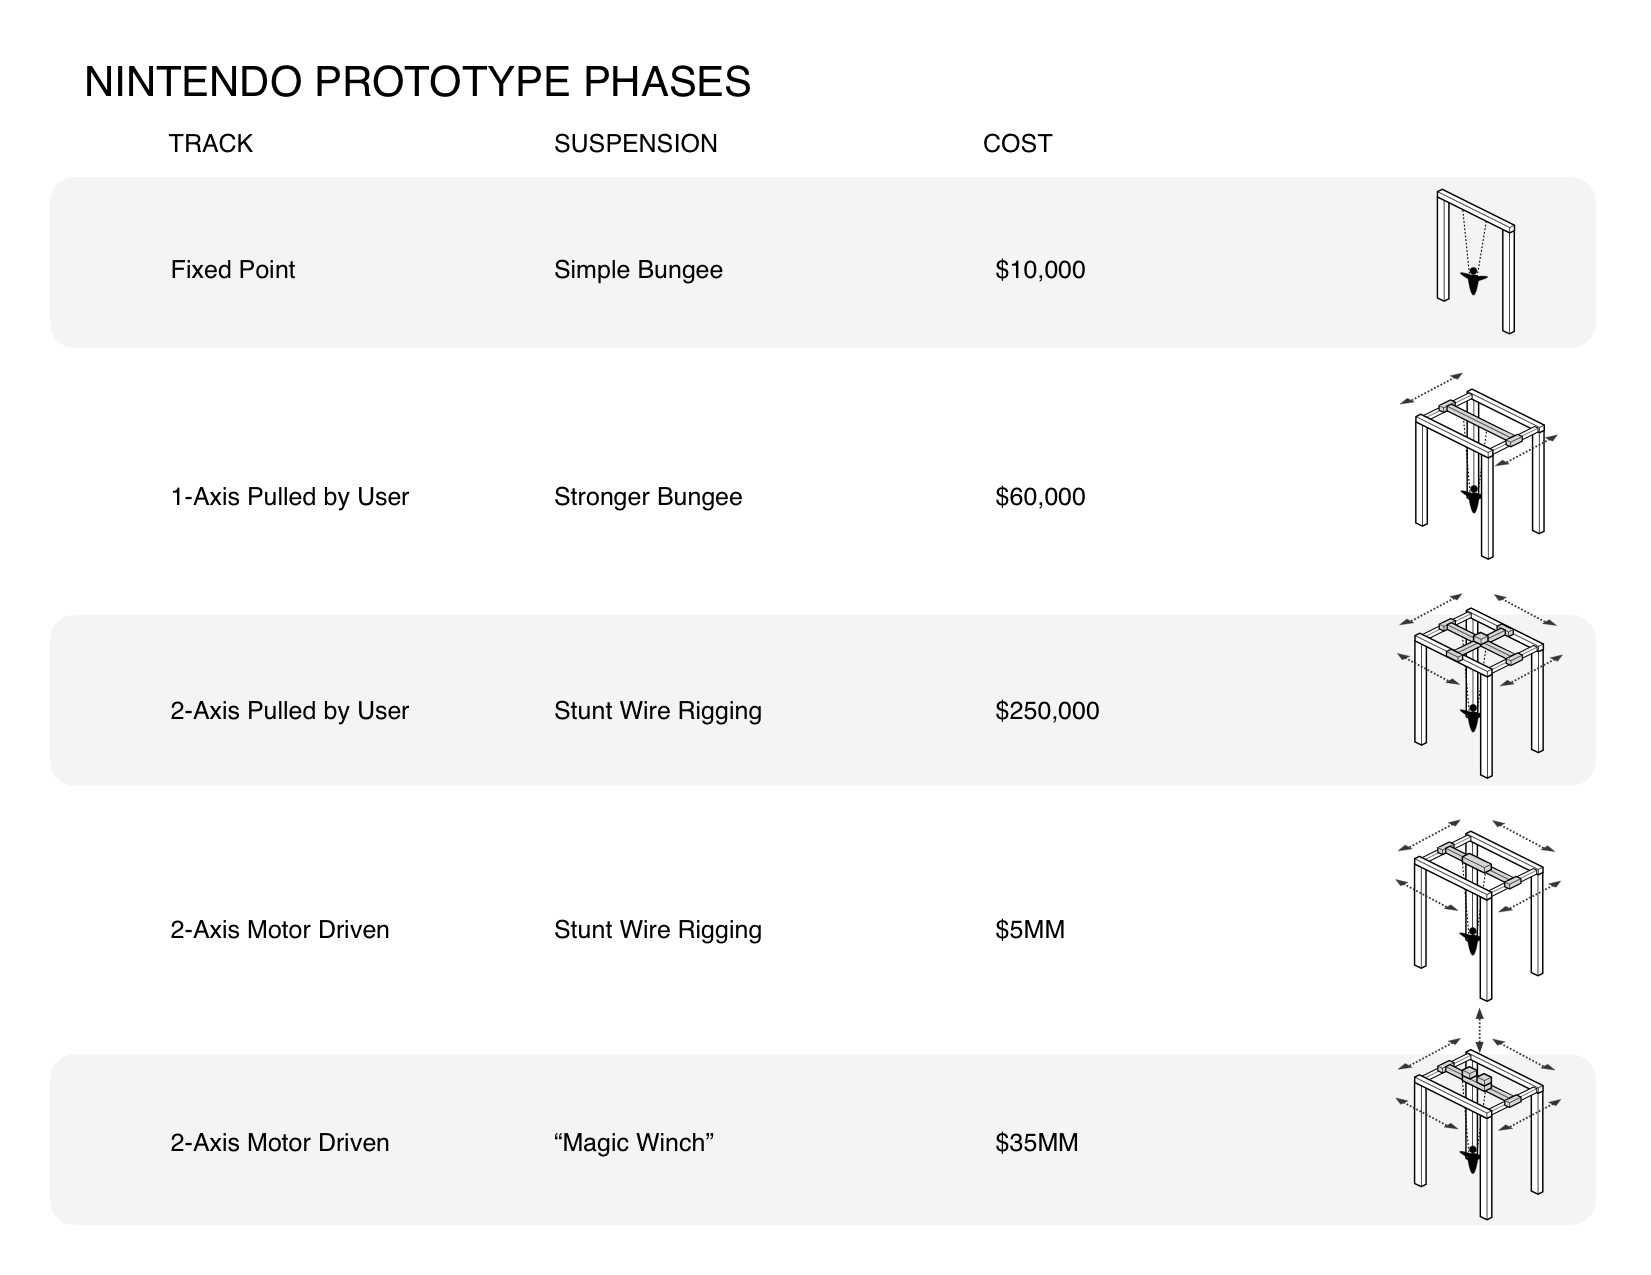 NINTENDO PROTOTYPE PHASES
TRACK SUSPENSION COST
Fixed Point Simple Bungee $10,000
1-Axis Pulled by User Stronger Bungee $60,000
2-Axis Pulled by User Stunt Wire Rigging $250,000
2-Axis Motor Driven Stunt Wire Rigging $5MM
2-Axis Motor Driven “Magic Winch” $35MM